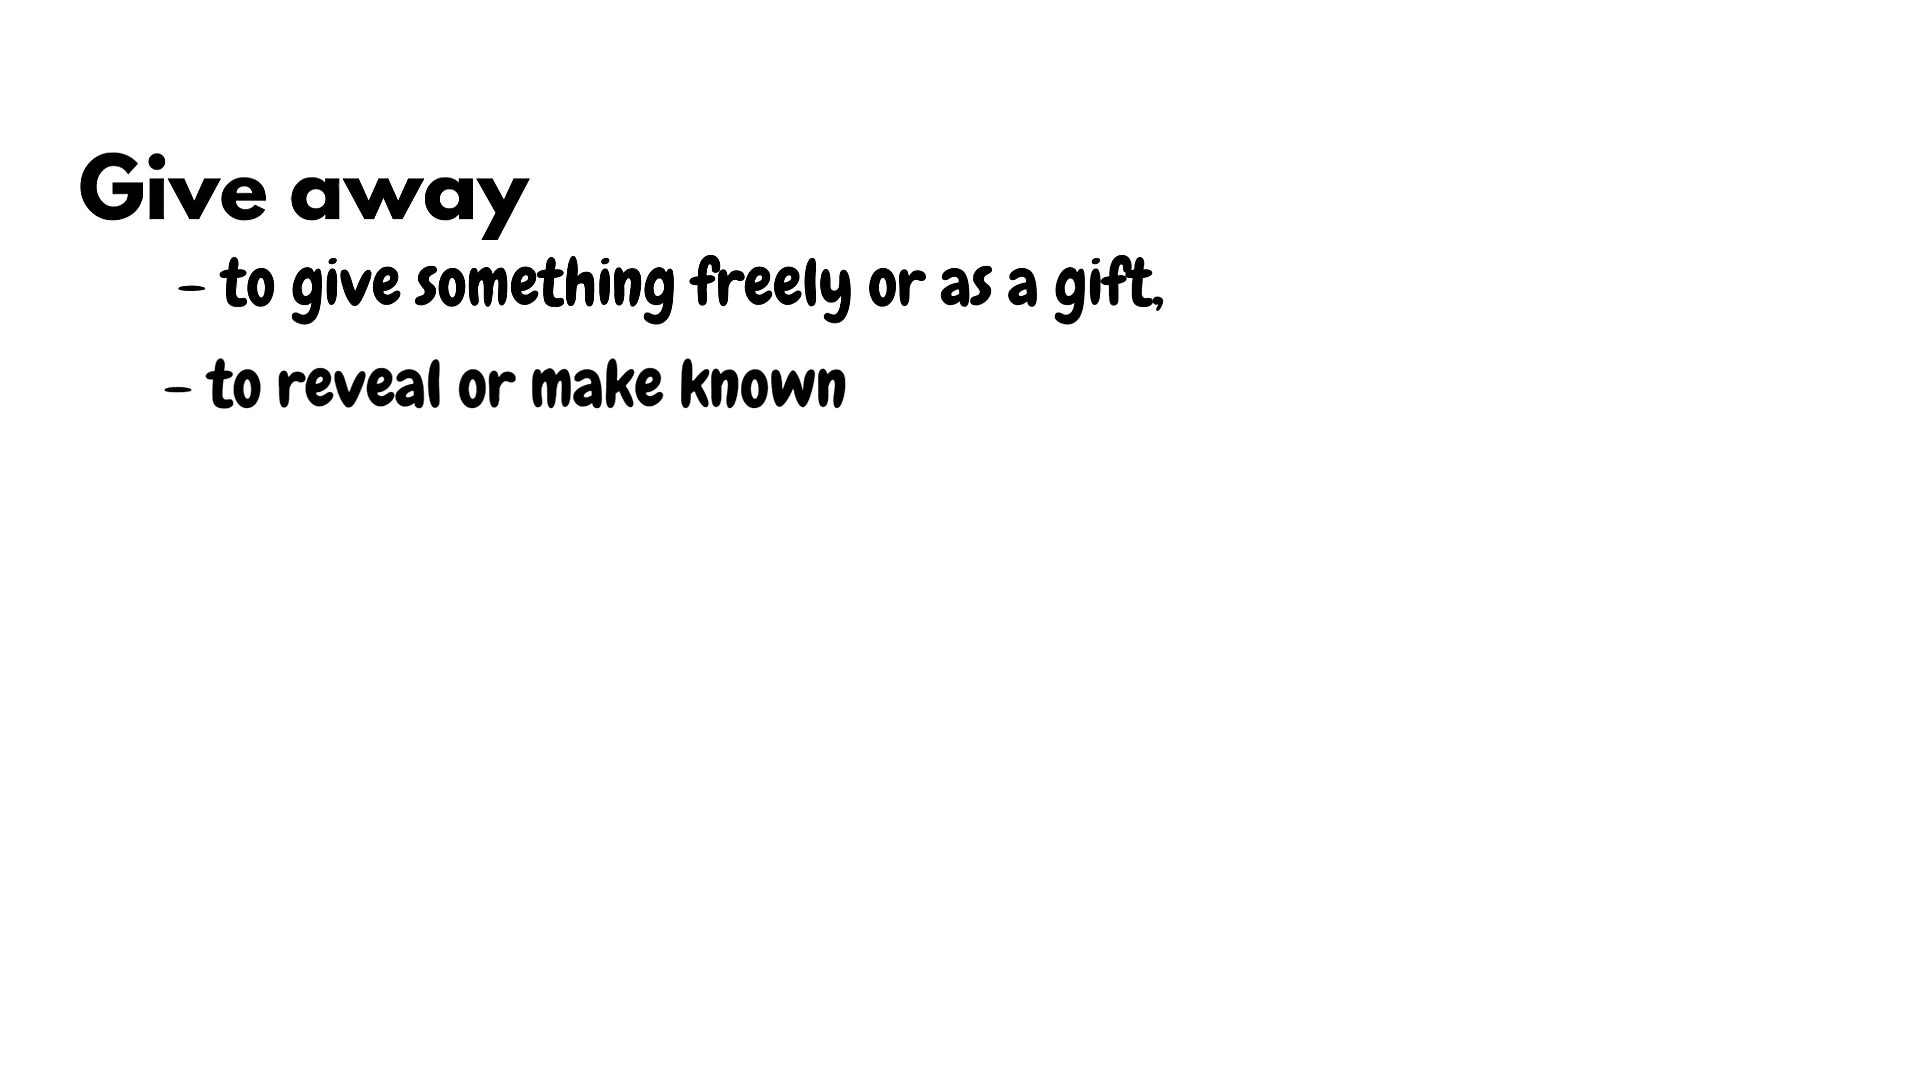 Give away
- to give something freely or as a gift,
- to reveal or make known